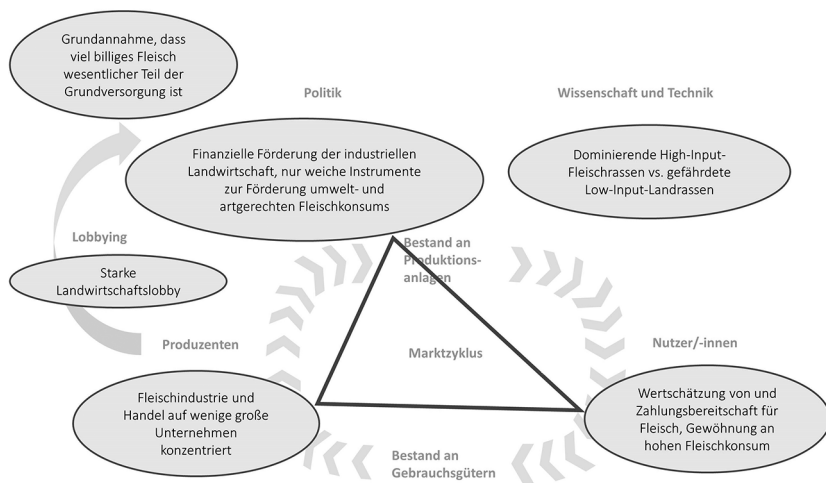 Grundannahme, dass
viel billiges Fleisch
wesentlicher Teil der
Grundversorgung ist
Politik
Wissenschaft und Technik
Finanzielle Förderung der industriellen
Landwirtschaft, nur weiche Instrumente
zur Förderung umwelt- und
artgerechten Fleischkonsums
Dominierende High-Input-
Fleischrassen vs. gefährdete
Low-Input-Landrassen
Lobbying
Bestand an
Produktions-
anlagen
Starke
Landwirtschaftslobby
Produzenten
Marktzyklus
Nutzer/-innen
Fleischindustrie und
Handel auf wenige große
Unternehmen
konzentriert
Wertschätzung von und
Zahlungsbereitschaft für
Fleisch, Gewöhnung an
hohen Fleischkonsum
Bestand an
Gebrauchsgütern